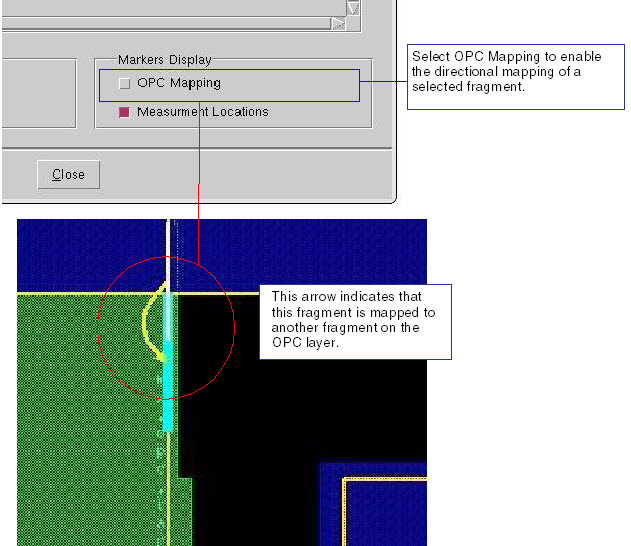 Markers Display
OPC Mapping
Measurment Locations
Close
Select OPC Mapping to enable
the directional mapping of a
selected fragment.
This arrow indicates that
this fragment is mapped to
another fragment on the
OPC layer.